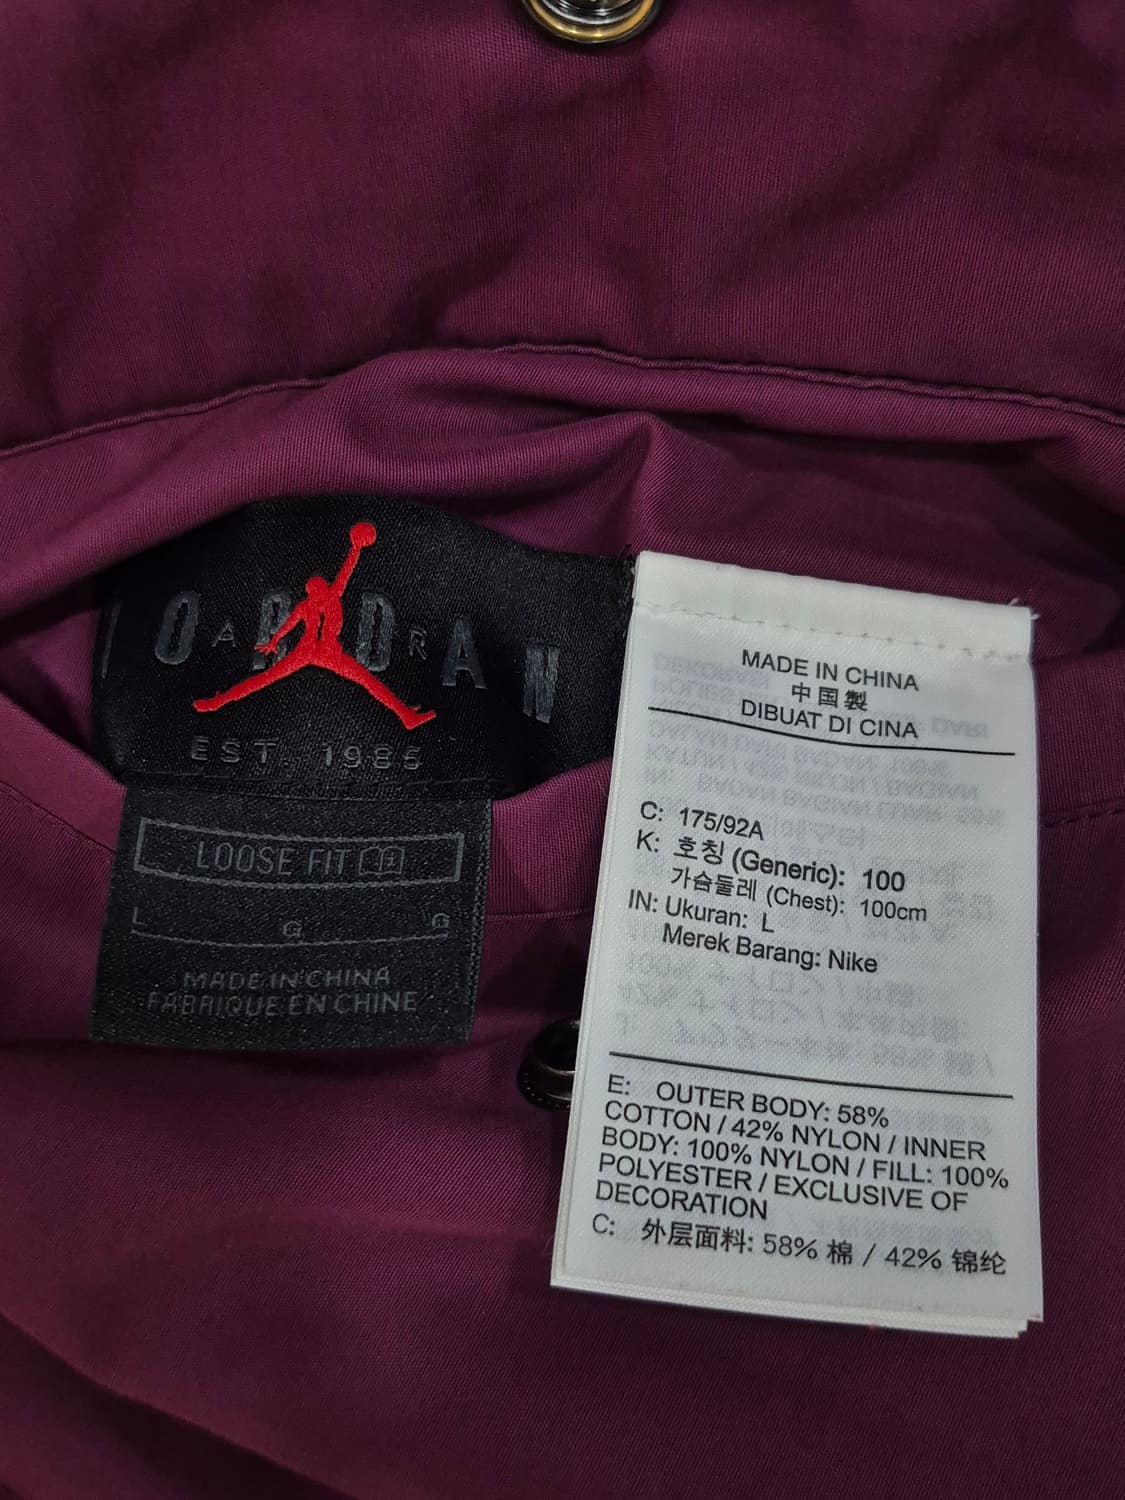 JORDAN
AIR
EST. 1985
LOOSE FIT
L G G
MADE IN CHINA
FABRIQUE EN CHINE
MADE IN CHINA
中国製
DIBUAT DI CINA
C: 175/92A
K: 호칭 (Generic): 100
가슴둘레 (Chest): 100cm
IN: Ukuran: L
Merek Barang: Nike
E: OUTER BODY: 58%
COTTON / 42% NYLON / INNER
BODY: 100% NYLON / FILL: 100%
POLYESTER / EXCLUSIVE OF
DECORATION
C: 外层面料: 58% 棉 / 42% 锦纶